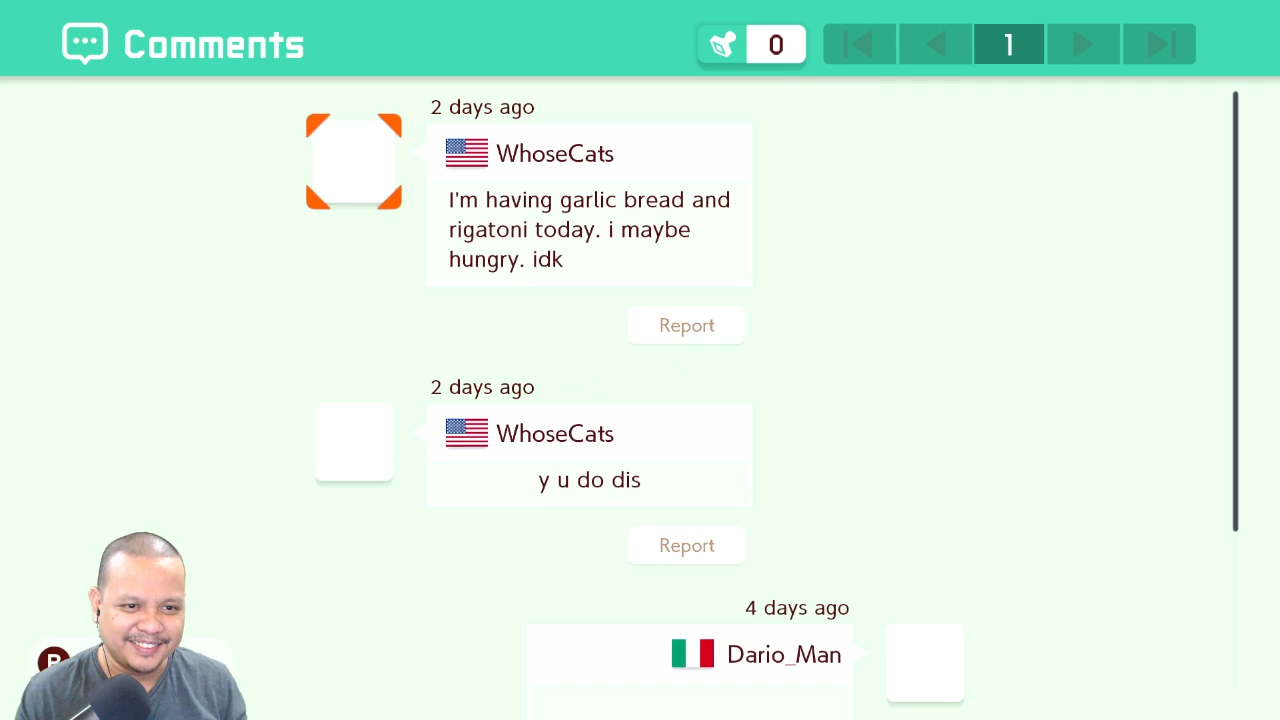 Comments
0
1
2 days ago
WhoseCats
I'm having garlic bread and
rigatoni today. i maybe
hungry. idk
Report
2 days ago
WhoseCats
y u do dis
Report
4 days ago
Dario_Man